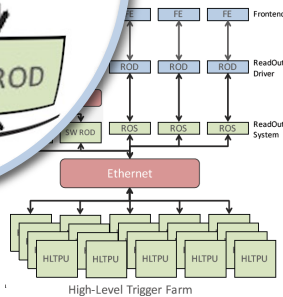 FE FE FE Frontend
ROD
ROD ROD ROD ReadOut
Driver
SW ROD ROS ROS ROS ReadOut
System
Ethernet
HLTPU HLTPU HLTPU HLTPU HLTPU
High-Level Trigger Farm